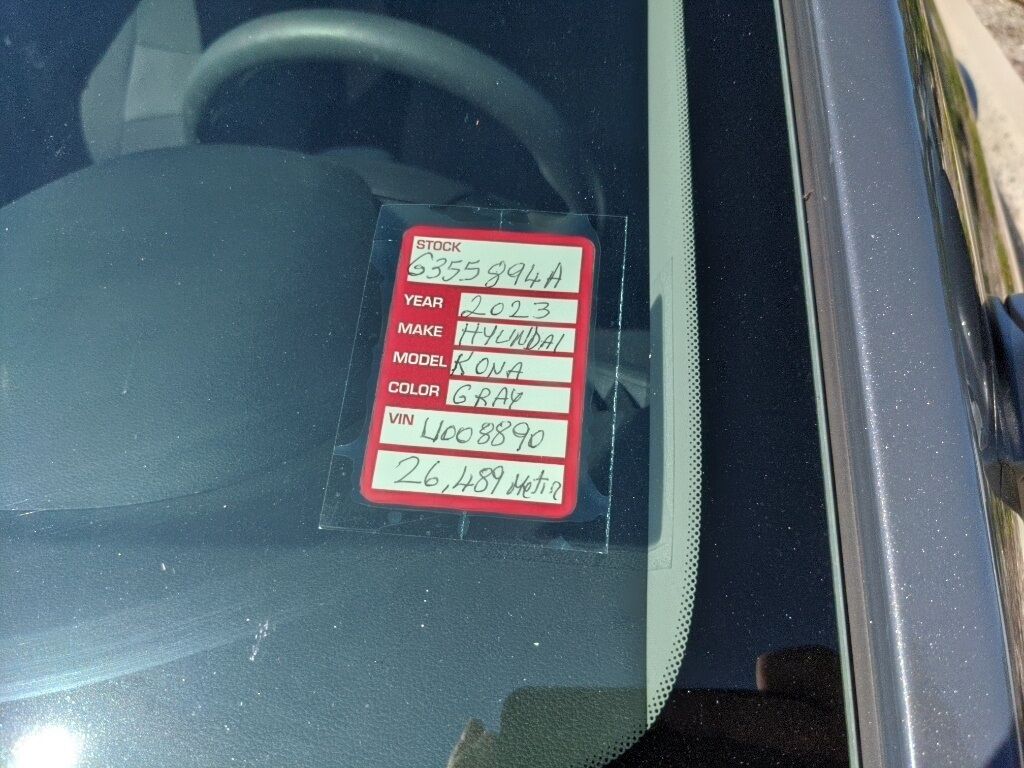 STOCK
G355894A
YEAR 2023
MAKE HYUNDAI
MODEL KONA
COLOR GRAY
VIN U008890
26,489